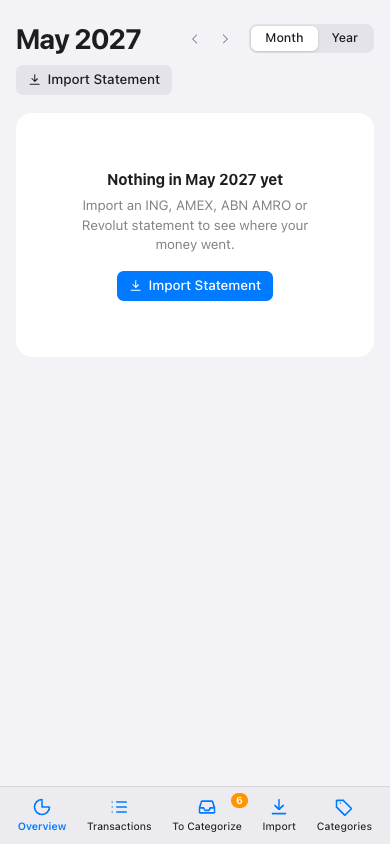 May 2027
Month Year
Import Statement
Nothing in May 2027 yet
Import an ING, AMEX, ABN AMRO or
Revolut statement to see where your
money went.
Import Statement
6
Overview Transactions To Categorize Import Categories